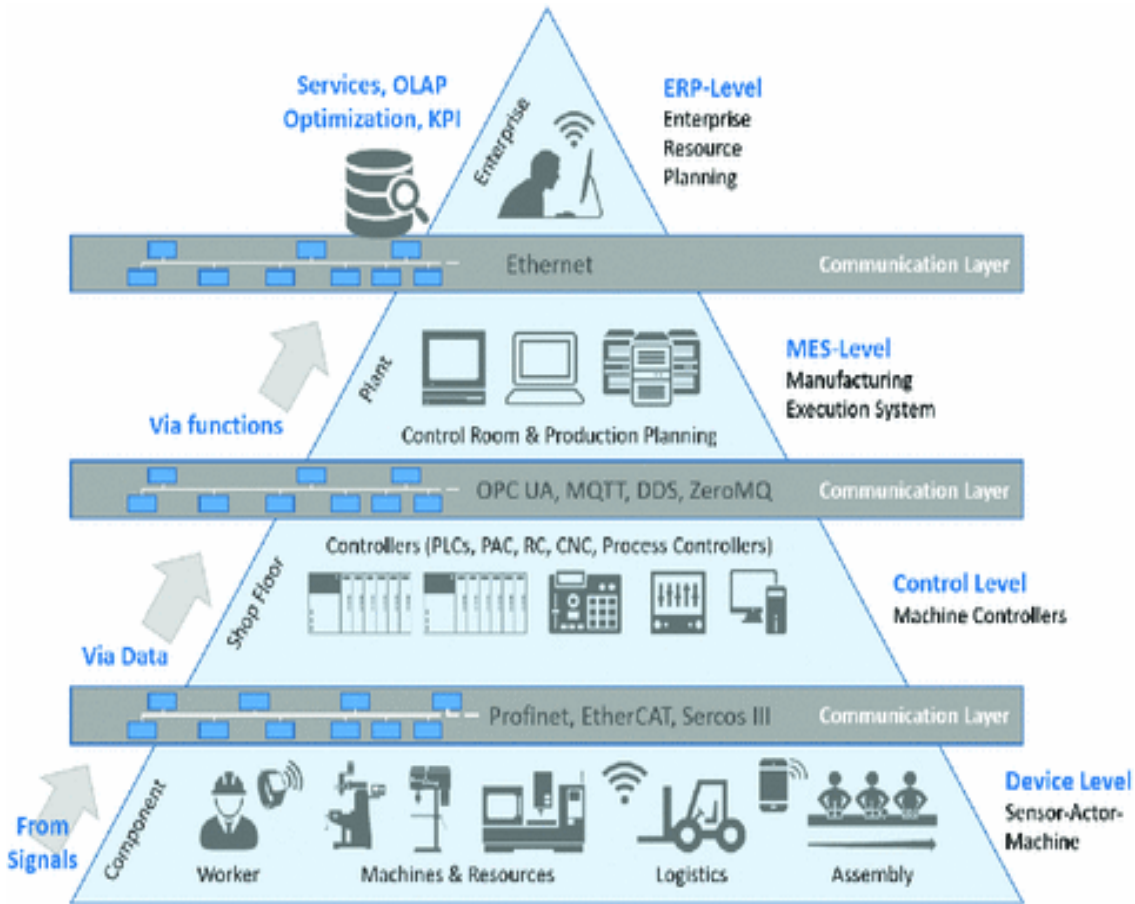 Services, OLAP
Optimization, KPI
Enterprise
ERP-Level
Enterprise
Resource
Planning
Ethernet
Communication Layer
Plant
MES-Level
Manufacturing
Execution System
Via functions
Control Room & Production Planning
OPC UA, MQTT, DDS, ZeroMQ
Communication Layer
Controllers (PLCs, PAC, RC, CNC, Process Controllers)
Shop Floor
Control Level
Machine Controllers
Via Data
Profinet, EtherCAT, Sercos III
Communication Layer
Component
Device Level
Sensor-Actor-
Machine
From
Signals
Worker
Machines & Resources
Logistics
Assembly